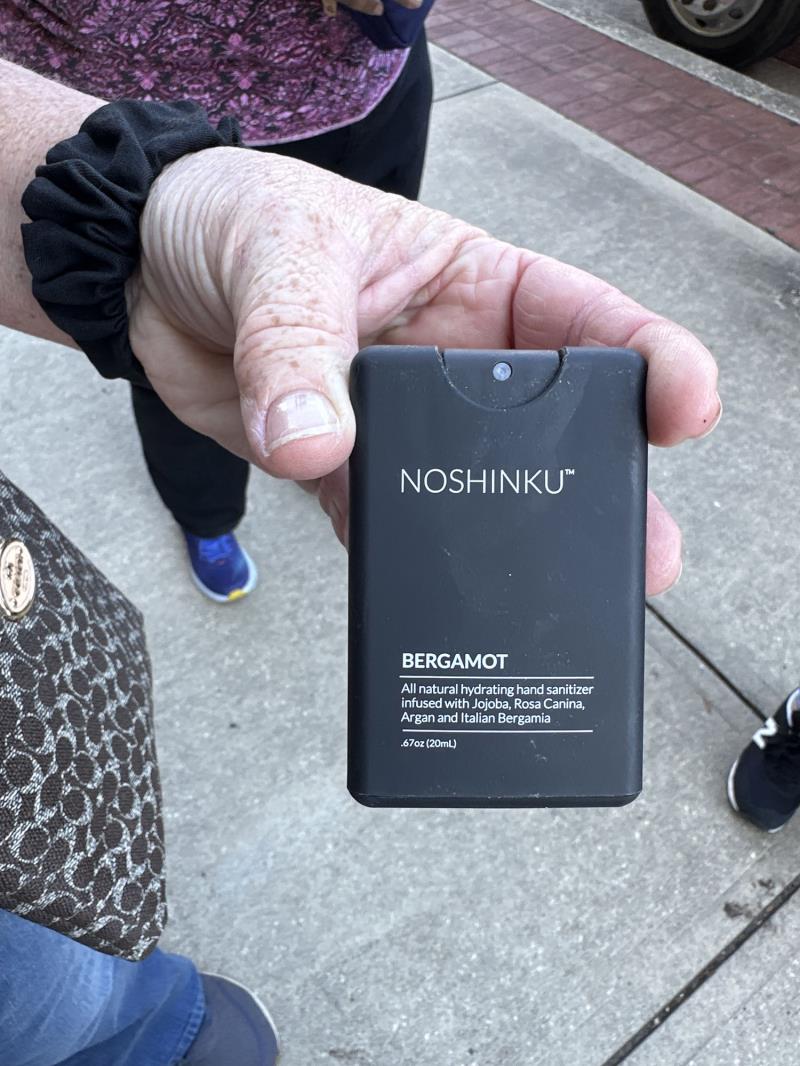 NOSHINKU™
BERGAMOT
All natural hydrating hand sanitizer
infused with Jojoba, Rosa Canina,
Argan and Italian Bergamia
.67oz (20mL)
N